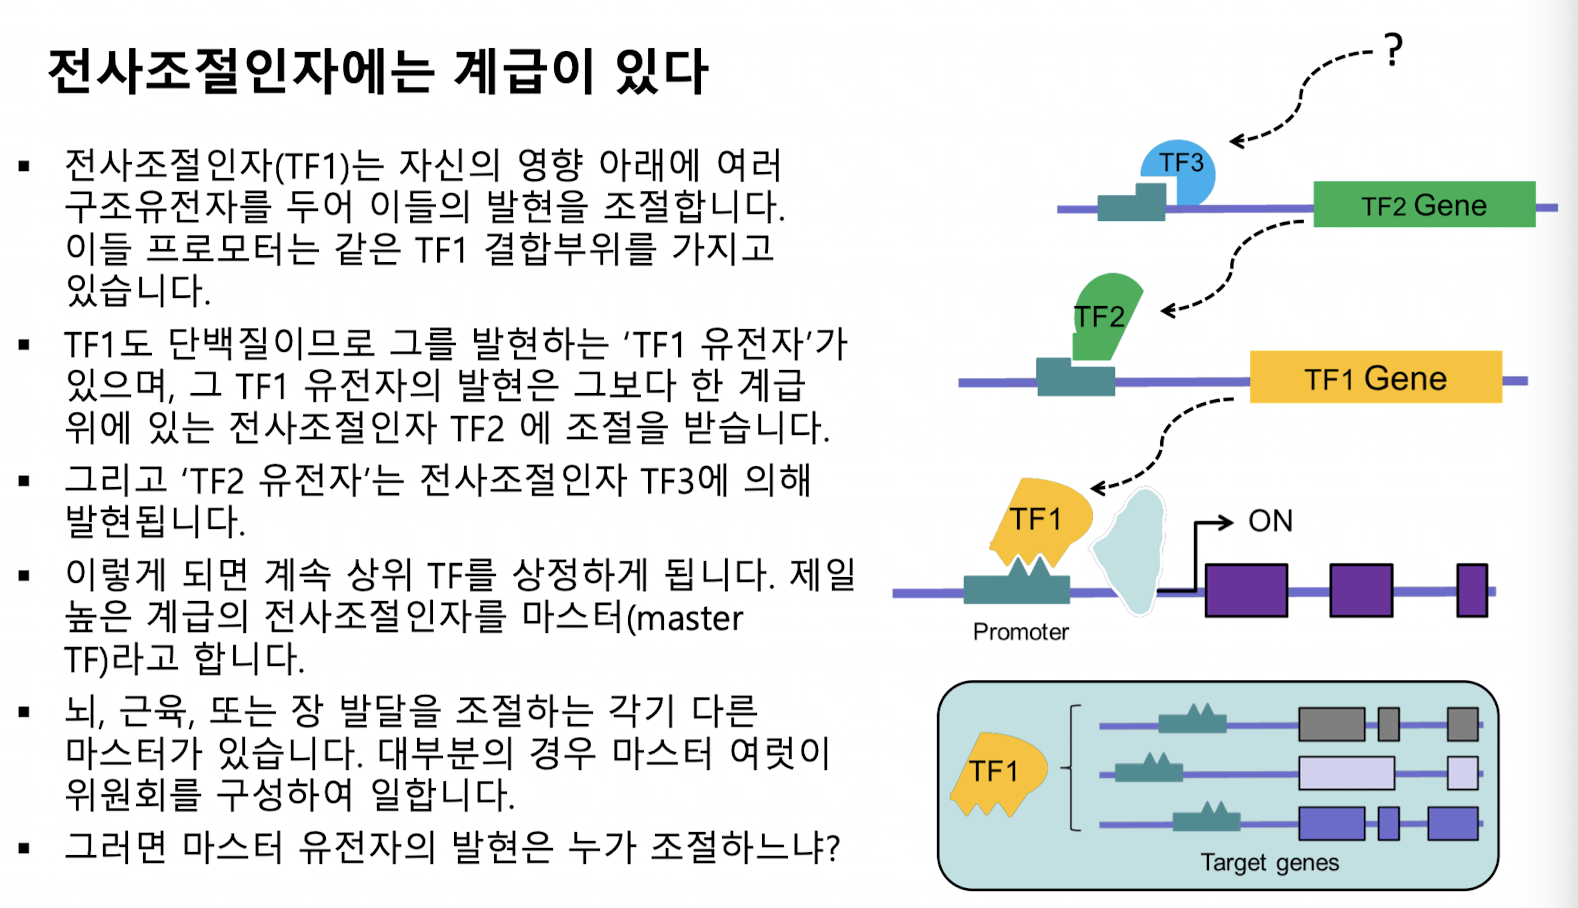 전사조절인자에는 계급이 있다
▪ 전사조절인자(TF1)는 자신의 영향 아래에 여러
구조유전자를 두어 이들의 발현을 조절합니다.
이들 프로모터는 같은 TF1 결합부위를 가지고
있습니다.
▪ TF1도 단백질이므로 그를 발현하는 ‘TF1 유전자’가
있으며, 그 TF1 유전자의 발현은 그보다 한 계급
위에 있는 전사조절인자 TF2 에 조절을 받습니다.
▪ 그리고 ‘TF2 유전자’는 전사조절인자 TF3에 의해
발현됩니다.
▪ 이렇게 되면 계속 상위 TF를 상정하게 됩니다. 제일
높은 계급의 전사조절인자를 마스터(master
TF)라고 합니다.
▪ 뇌, 근육, 또는 장 발달을 조절하는 각기 다른
마스터가 있습니다. 대부분의 경우 마스터 여럿이
위원회를 구성하여 일합니다.
▪ 그러면 마스터 유전자의 발현은 누가 조절하느냐?
?
TF3
TF2 Gene
TF2
TF1 Gene
TF1
ON
Promoter
TF1
Target genes